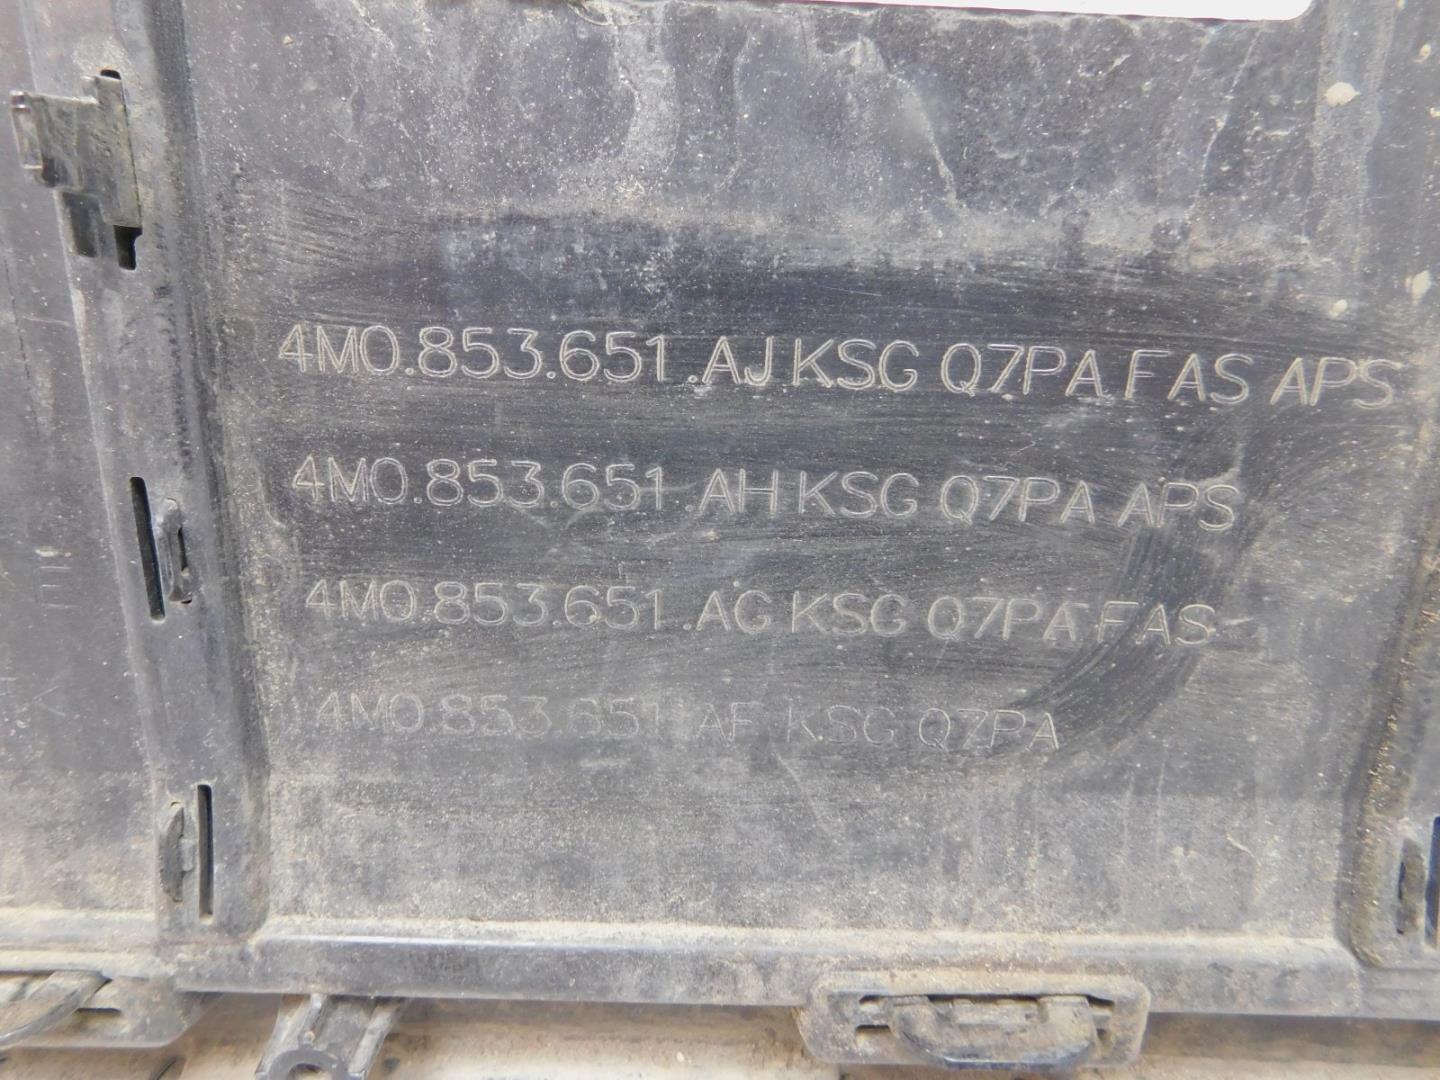 4M0.853.651.AJ KSG Q7PA FAS APS
4M0.853.651.AH KSG Q7PA APS
4M0.853.651.AG KSG Q7PA FAS
4M0.853.651.AF KSG Q7PA